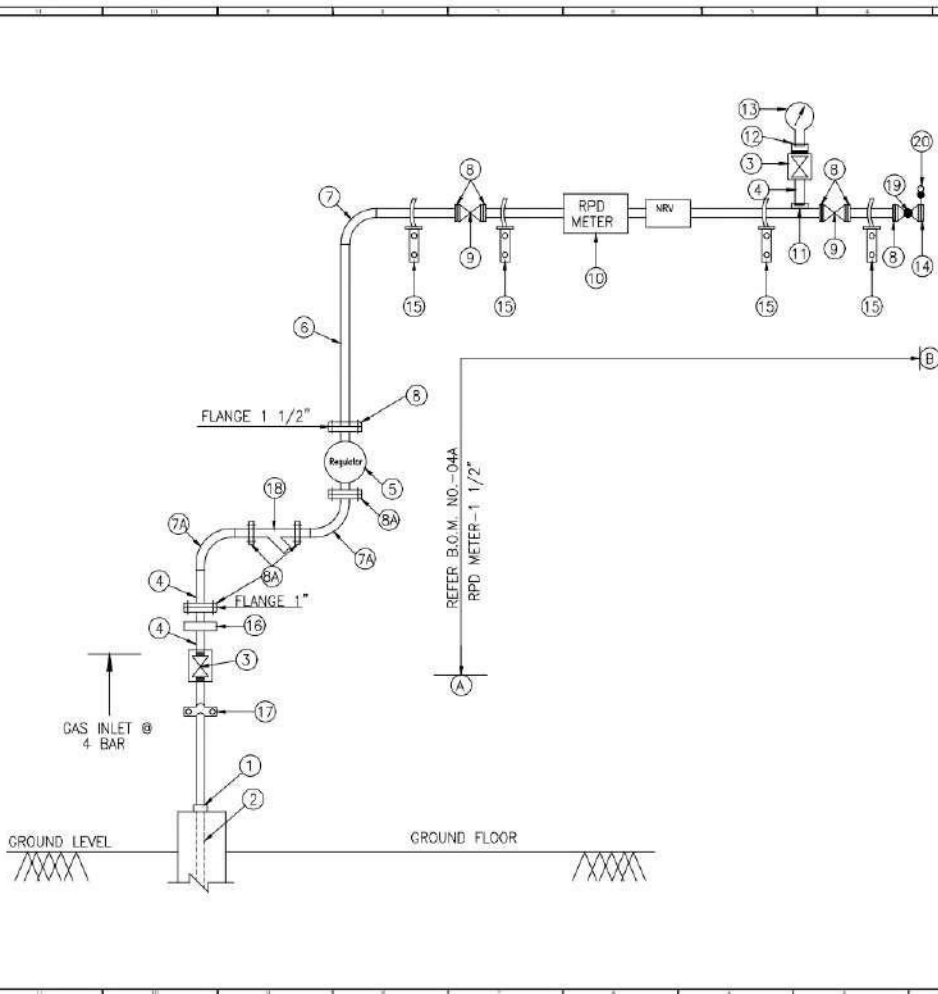 13
20
12
3
8
8
19
4
7
RPD
METER
NRV
9
11
9
8
14
10
15
15
15
15
6
B
8
FLANGE 1 1/2"
Regulator
5
18
8A
7A
7A
REFER B.O.M. NO.-04A
RPD METER-1 1/2"
8A
4
FLANGE 1"
16
4
3
A
17
GAS INLET @
4 BAR
1
2
GROUND LEVEL
GROUND FLOOR